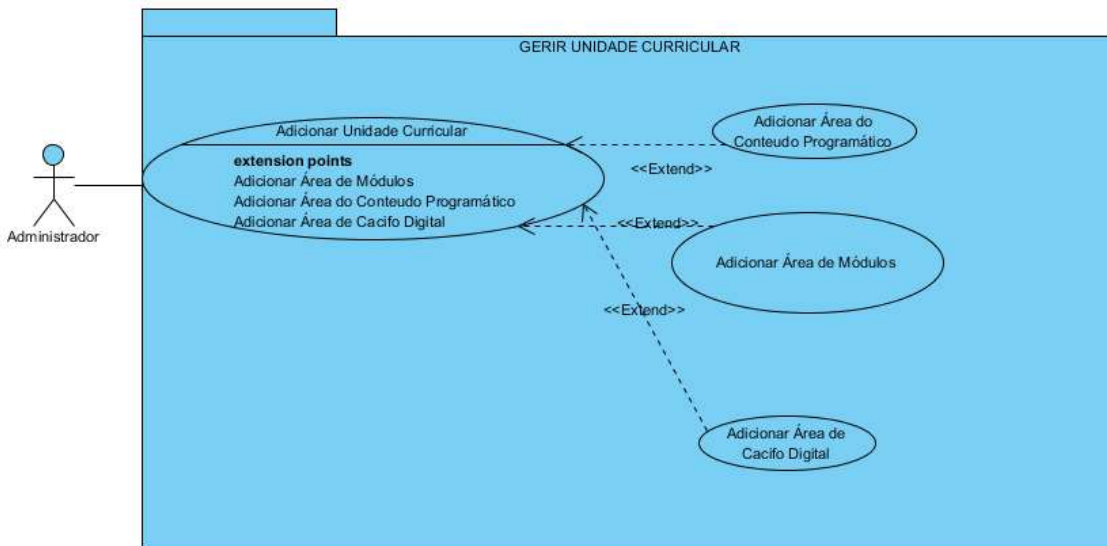 GERIR UNIDADE CURRICULAR
Adicionar Unidade Curricular
extension points
Adicionar Área de Módulos
Adicionar Área do Conteudo Programático
Adicionar Área de Cacifo Digital
Administrador
Adicionar Área do
Conteudo Programático
<<Extend>>
<<Extend>>
Adicionar Área de Módulos
<<Extend>>
Adicionar Área de
Cacifo Digital